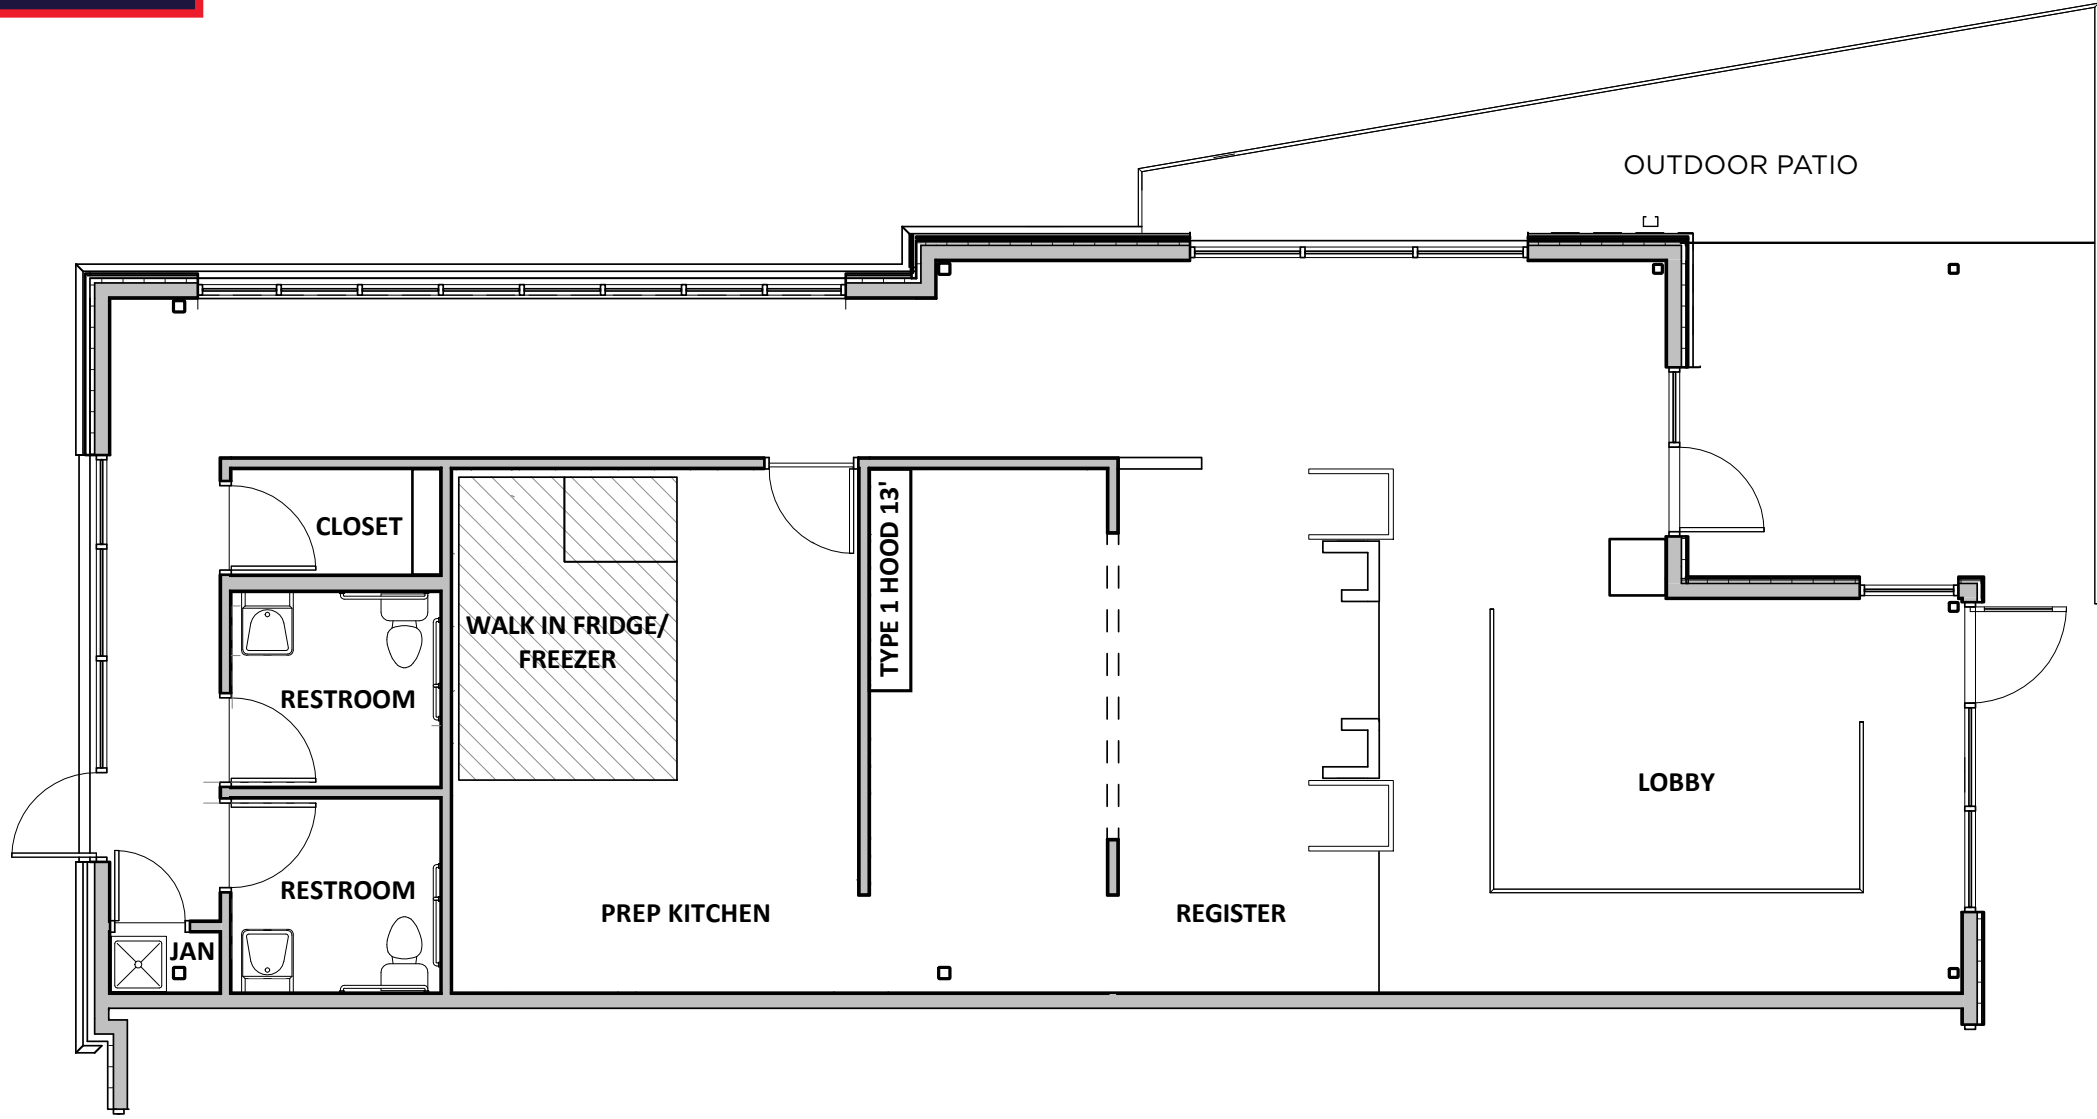 OUTDOOR PATIO
CLOSET
TYPE 1 HOOD 13'
WALK IN FRIDGE/
FREEZER
RESTROOM
LOBBY
RESTROOM
PREP KITCHEN
REGISTER
JAN